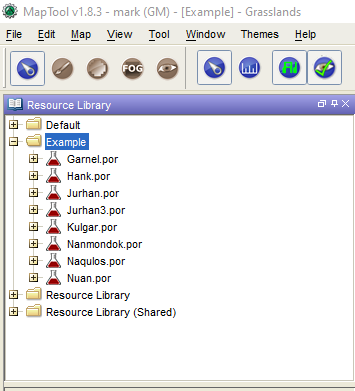 MapTool v1.8.3 - mark (GM) - [Example] - Grasslands
File Edit Map View Tool Window Themes Help
FOG
Resource Library
Default
Example
Garnel.por
Hank.por
Jurhan.por
Jurhan3.por
Kulgar.por
Nanmondok.por
Naqulos.por
Nuan.por
Resource Library
Resource Library (Shared)